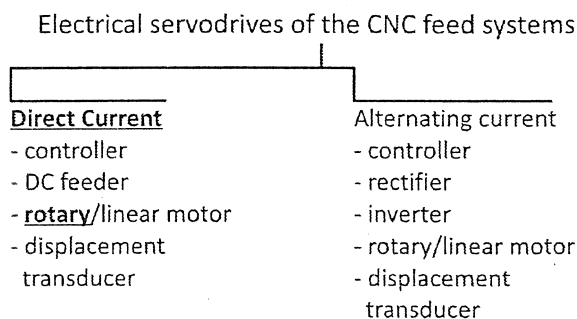 Electrical servodrives of the CNC feed systems
Direct Current
- controller
- DC feeder
- rotary/linear motor
- displacement
transducer
Alternating current
- controller
- rectifier
- inverter
- rotary/linear motor
- displacement
transducer